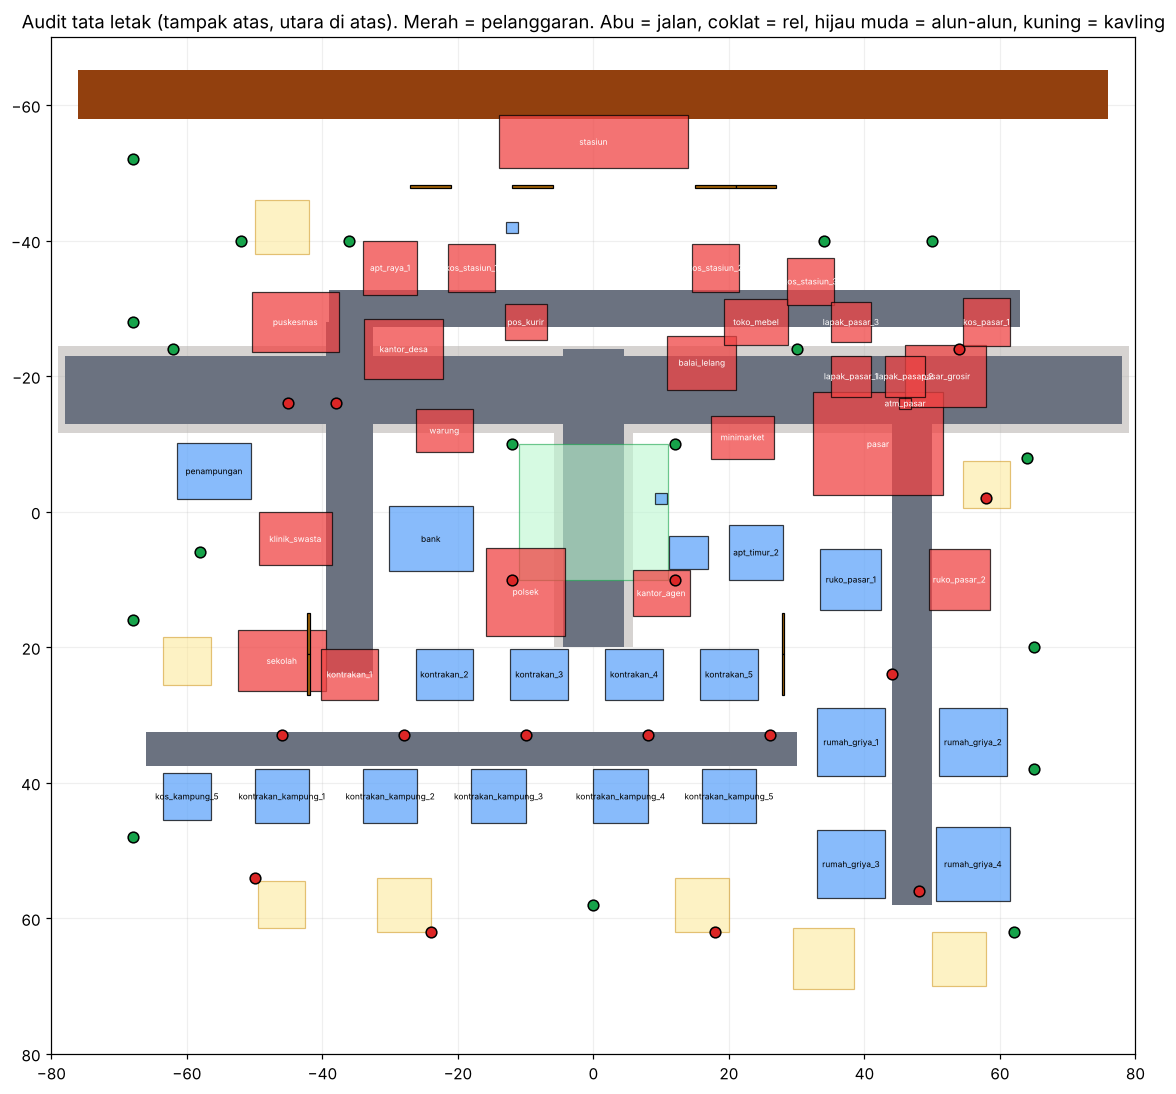 Audit tata letak (tampak atas, utara di atas). Merah = pelanggaran. Abu = jalan, coklat = rel, hijau muda = alun-alun, kuning = kavling
−60
stasiun
−40
apt_raya_1
kos_stasiun_1
kos_stasiun_2
kos_stasiun_3
puskesmas
pos_kurir
toko_mebel
lapak_pasar_3
kos_pasar_1
kantor_desa
balai_lelang
−20
lapak_pasar_1
lapak_pasar_2
pasar_grosir
atm_pasar
warung
minimarket
pasar
penampungan
0
klinik_swasta
bank
apt_timur_2
ruko_pasar_1
ruko_pasar_2
polsek
kantor_agen
20
sekolah
kontrakan_1
kontrakan_2
kontrakan_3
kontrakan_4
kontrakan_5
rumah_griya_1
rumah_griya_2
40
kos_kampung_5
kontrakan_kampung_1
kontrakan_kampung_2
kontrakan_kampung_3
kontrakan_kampung_4
kontrakan_kampung_5
rumah_griya_3
rumah_griya_4
60
80
−80
−60
−40
−20
0
20
40
60
80